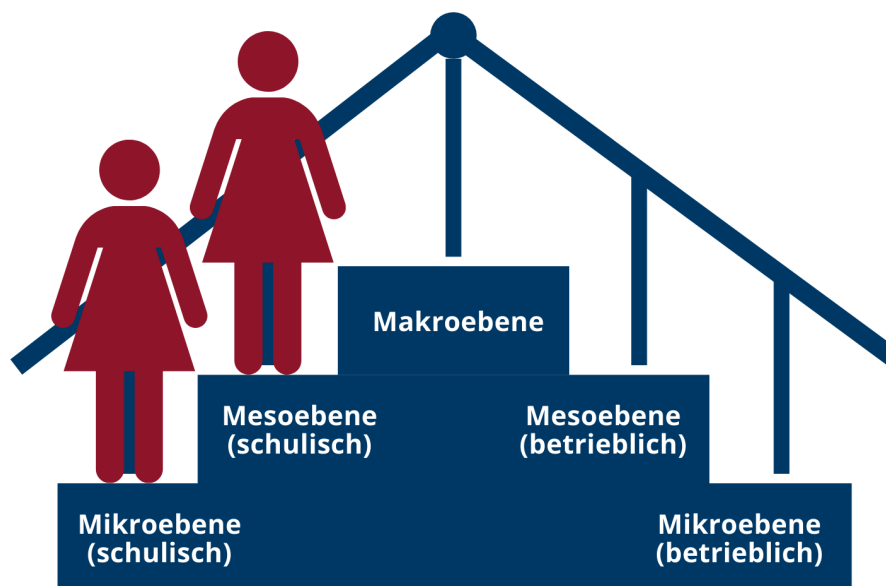 Makroebene
Mesoebene
(schulisch)
Mesoebene
(betrieblich)
Mikroebene
(schulisch)
Mikroebene
(betrieblich)